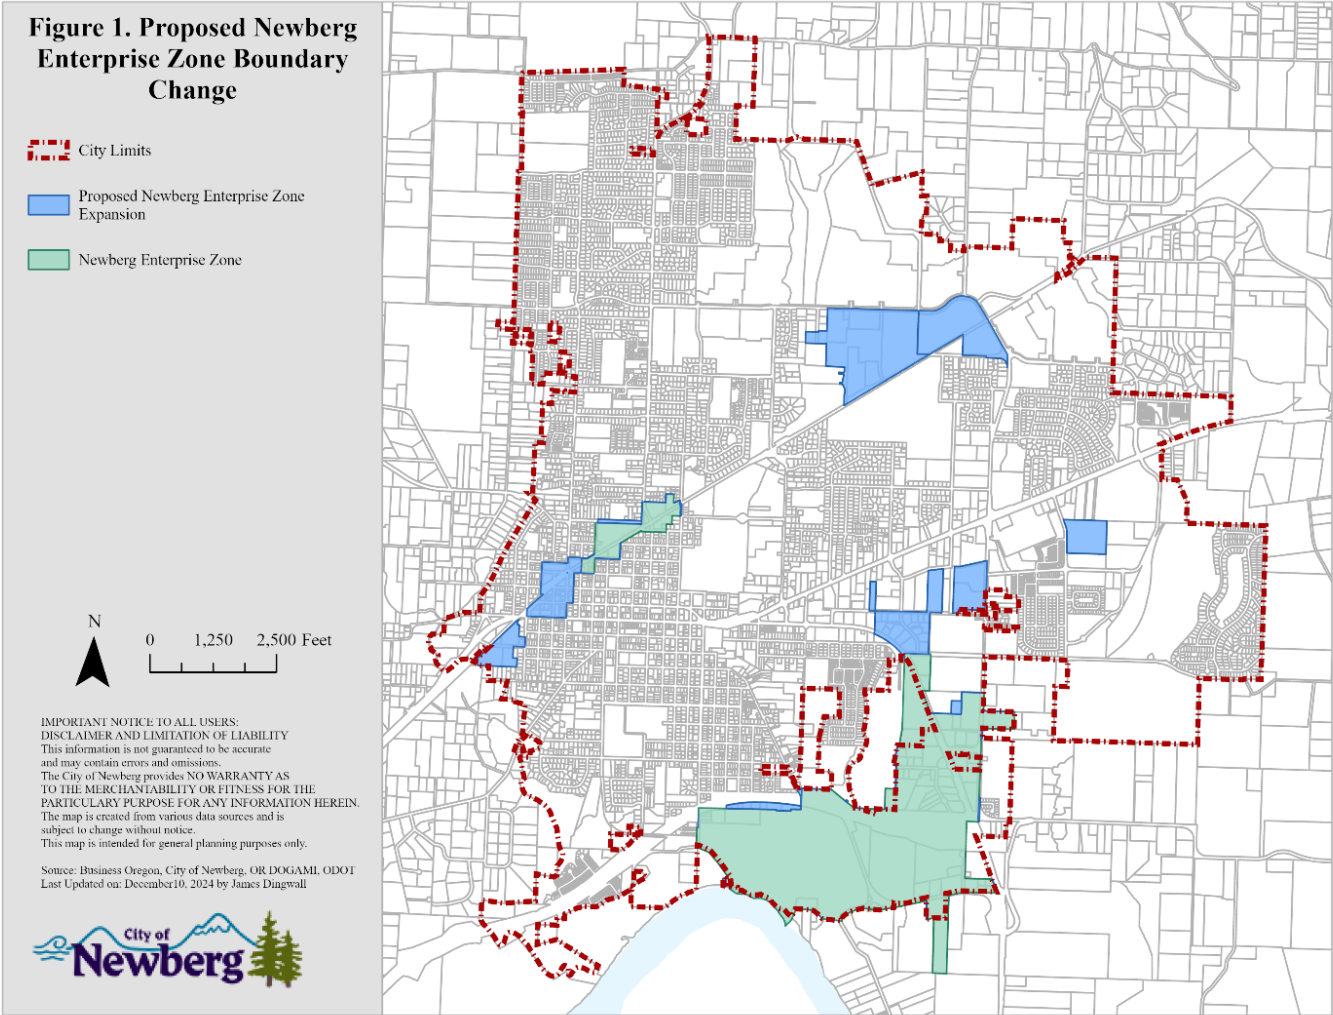 Figure 1. Proposed Newberg
Enterprise Zone Boundary
Change
City Limits
Proposed Newberg Enterprise Zone
Expansion
Newberg Enterprise Zone
N
0 1,250 2,500 Feet
IMPORTANT NOTICE TO ALL USERS:
DISCLAIMER AND LIMITATION OF LIABILITY
This information is not guaranteed to be accurate
and may contain errors and omissions.
The City of Newberg provides NO WARRANTY AS
TO THE MERCHANTABILITY OR FITNESS FOR THE
PARTICULARY PURPOSE FOR ANY INFORMATION HEREIN.
The map is created from various data sources and is
subject to change without notice.
This map is intended for general planning purposes only.
Source: Business Oregon, City of Newberg, OR DOGAMI, ODOT
Last Updated on: December10, 2024 by James Dingwall
City of
Newberg